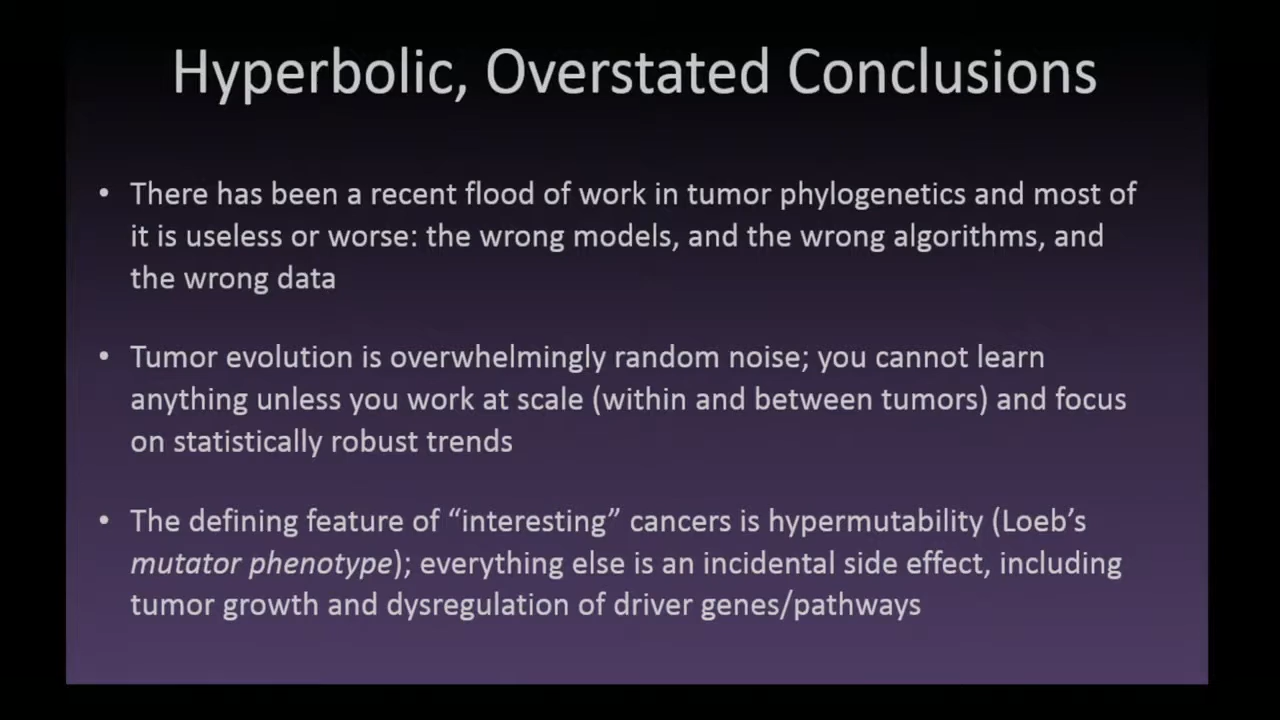 Hyperbolic, Overstated Conclusions
• There has been a recent flood of work in tumor phylogenetics and most of
it is useless or worse: the wrong models, and the wrong algorithms, and
the wrong data
• Tumor evolution is overwhelmingly random noise; you cannot learn
anything unless you work at scale (within and between tumors) and focus
on statistically robust trends
• The defining feature of “interesting” cancers is hypermutability (Loeb’s
mutator phenotype); everything else is an incidental side effect, including
tumor growth and dysregulation of driver genes/pathways